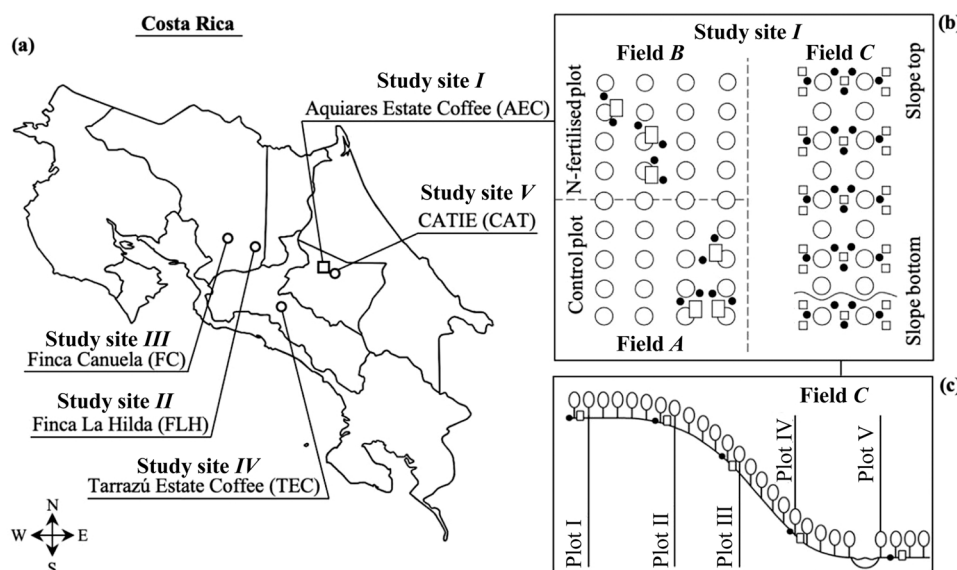 Costa Rica
(a)
Study site I
Aquiares Estate Coffee (AEC)
Study site V
CATIE (CAT)
Study site III
Finca Canuela (FC)
Study site II
Finca La Hilda (FLH)
Study site IV
Tarrazú Estate Coffee (TEC)
N
W E
S
(b)
Study site I
Field B
Field C
N-fertilised plot
Control plot
Slope top
Slope bottom
Field A
(c)
Field C
Plot I
Plot II
Plot III
Plot IV
Plot V